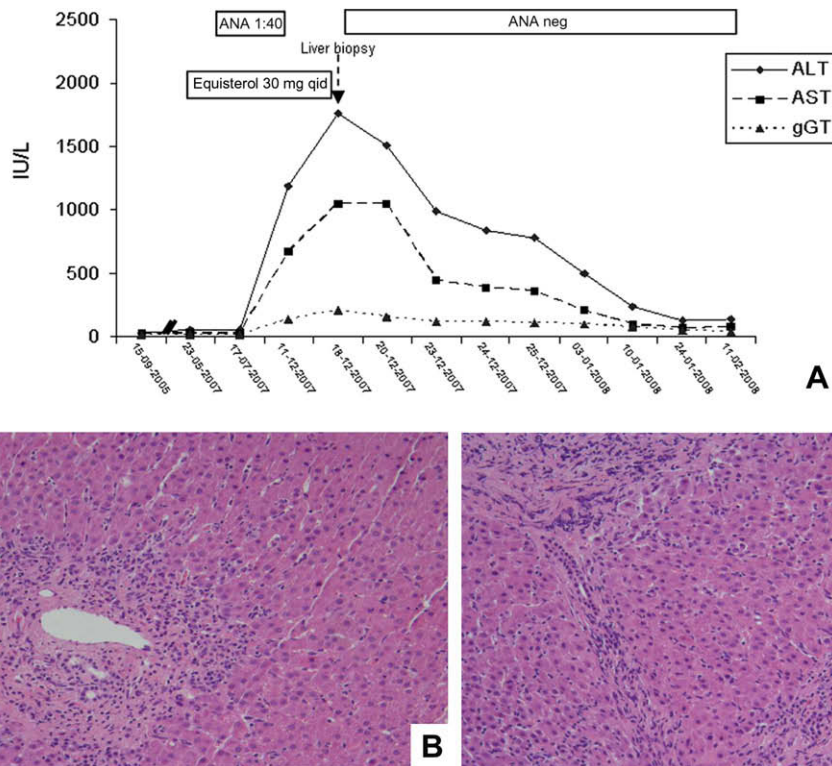 2500
2000
1500
1000
500
0
IU/L
ANA 1:40
ANA neg
Liver biopsy
Equisterol 30 mg qid
ALT
AST
gGT
15-09-2005
23-05-2007
17-07-2007
11-12-2007
18-12-2007
20-12-2007
23-12-2007
24-12-2007
25-12-2007
03-01-2008
10-01-2008
24-01-2008
11-02-2008
A
B